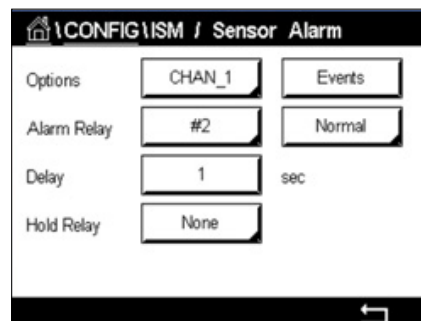 \CONFIG\ISM / Sensor Alarm
Options CHAN_1 Events
Alarm Relay #2 Normal
Delay 1 sec
Hold Relay None